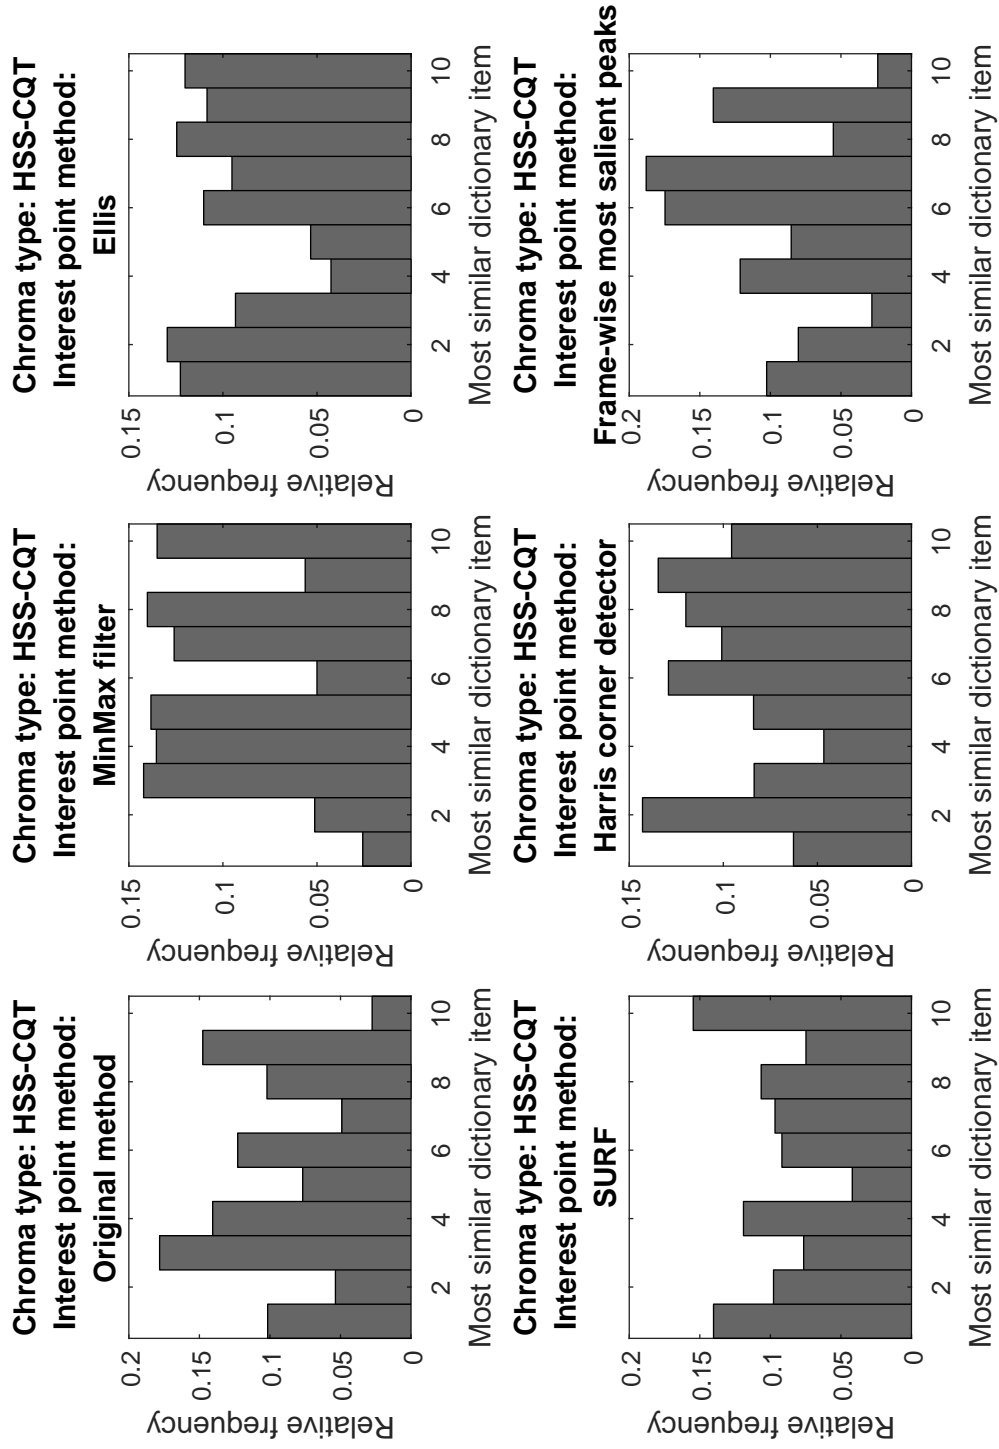 Chroma type: HSS-CQT
Interest point method:
Original method
0.2
0.15
0.1
0.05
0
Relative frequency
2
4
6
8
10
Most similar dictionary item
Chroma type: HSS-CQT
Interest point method:
MinMax filter
0.15
0.1
0.05
0
Relative frequency
2
4
6
8
10
Most similar dictionary item
Chroma type: HSS-CQT
Interest point method:
Ellis
0.15
0.1
0.05
0
Relative frequency
2
4
6
8
10
Most similar dictionary item
Chroma type: HSS-CQT
Interest point method:
SURF
0.2
0.15
0.1
0.05
0
Relative frequency
2
4
6
8
10
Most similar dictionary item
Chroma type: HSS-CQT
Interest point method:
Harris corner detector
0.15
0.1
0.05
0
Relative frequency
2
4
6
8
10
Most similar dictionary item
Chroma type: HSS-CQT
Interest point method:
Frame-wise most salient peaks
0.2
0.15
0.1
0.05
0
Relative frequency
2
4
6
8
10
Most similar dictionary item